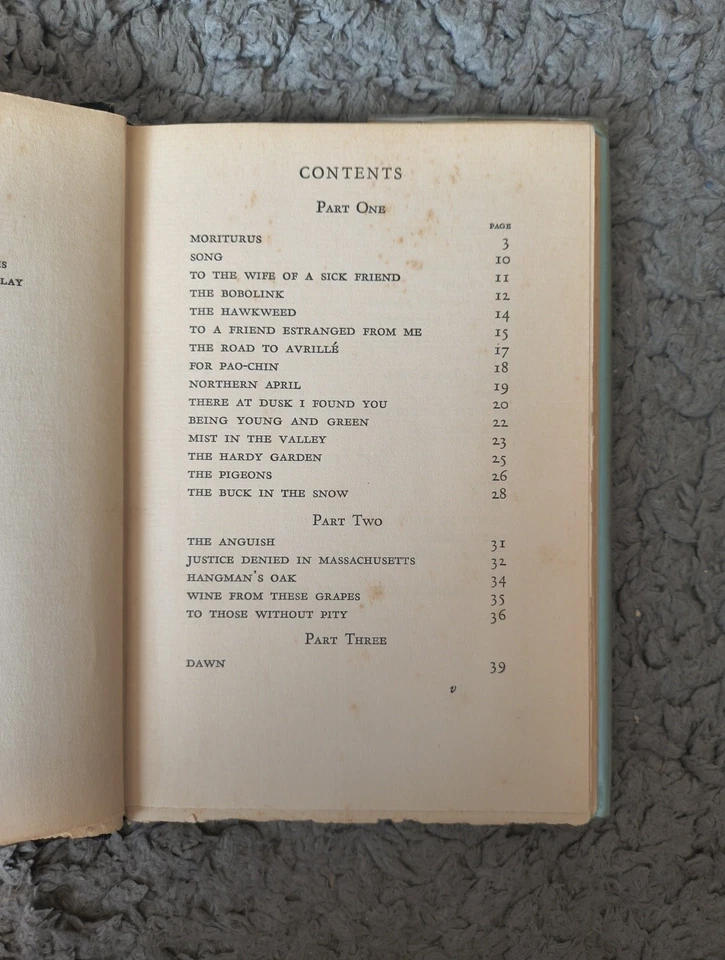 LAY
CONTENTS
PART ONE
PAGE
MORITURUS 3
SONG 10
TO THE WIFE OF A SICK FRIEND 11
THE BOBOLINK 12
THE HAWKWEED 14
TO A FRIEND ESTRANGED FROM ME 15
THE ROAD TO AVRILLÉ 17
FOR PAO-CHIN 18
NORTHERN APRIL 19
THERE AT DUSK I FOUND YOU 20
BEING YOUNG AND GREEN 22
MIST IN THE VALLEY 23
THE HARDY GARDEN 25
THE PIGEONS 26
THE BUCK IN THE SNOW 28
PART TWO
THE ANGUISH 31
JUSTICE DENIED IN MASSACHUSETTS 32
HANGMAN'S OAK 34
WINE FROM THESE GRAPES 35
TO THOSE WITHOUT PITY 36
PART THREE
DAWN 39
v